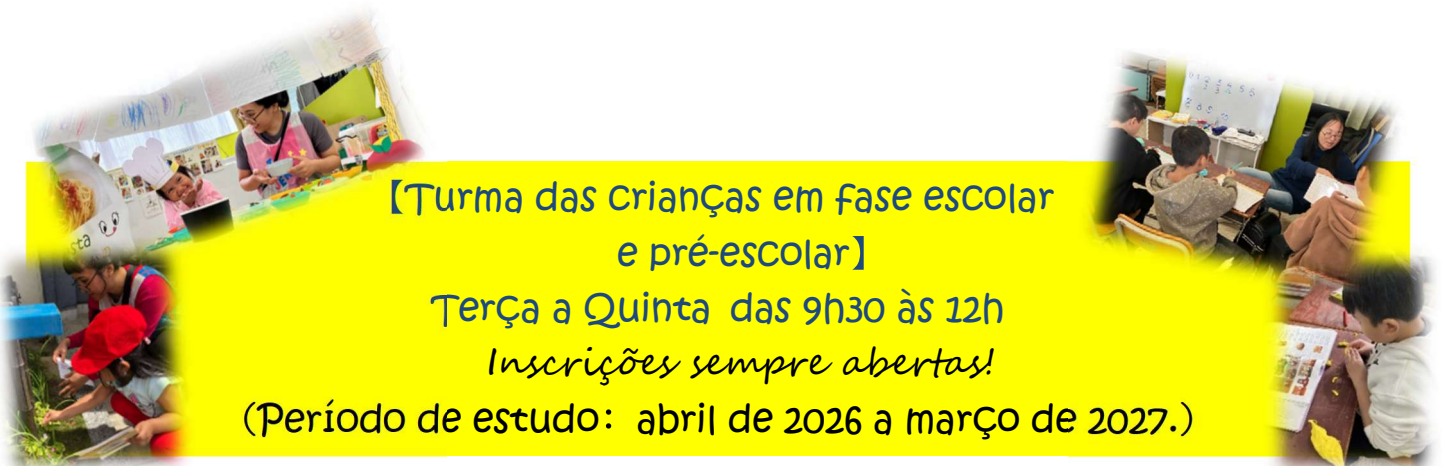 【Turma das crianças em fase escolar
e pré-escolar】
Terça a Quinta das 9h30 às 12h
Inscrições sempre abertas!
(Período de estudo: abril de 2026 a março de 2027.)